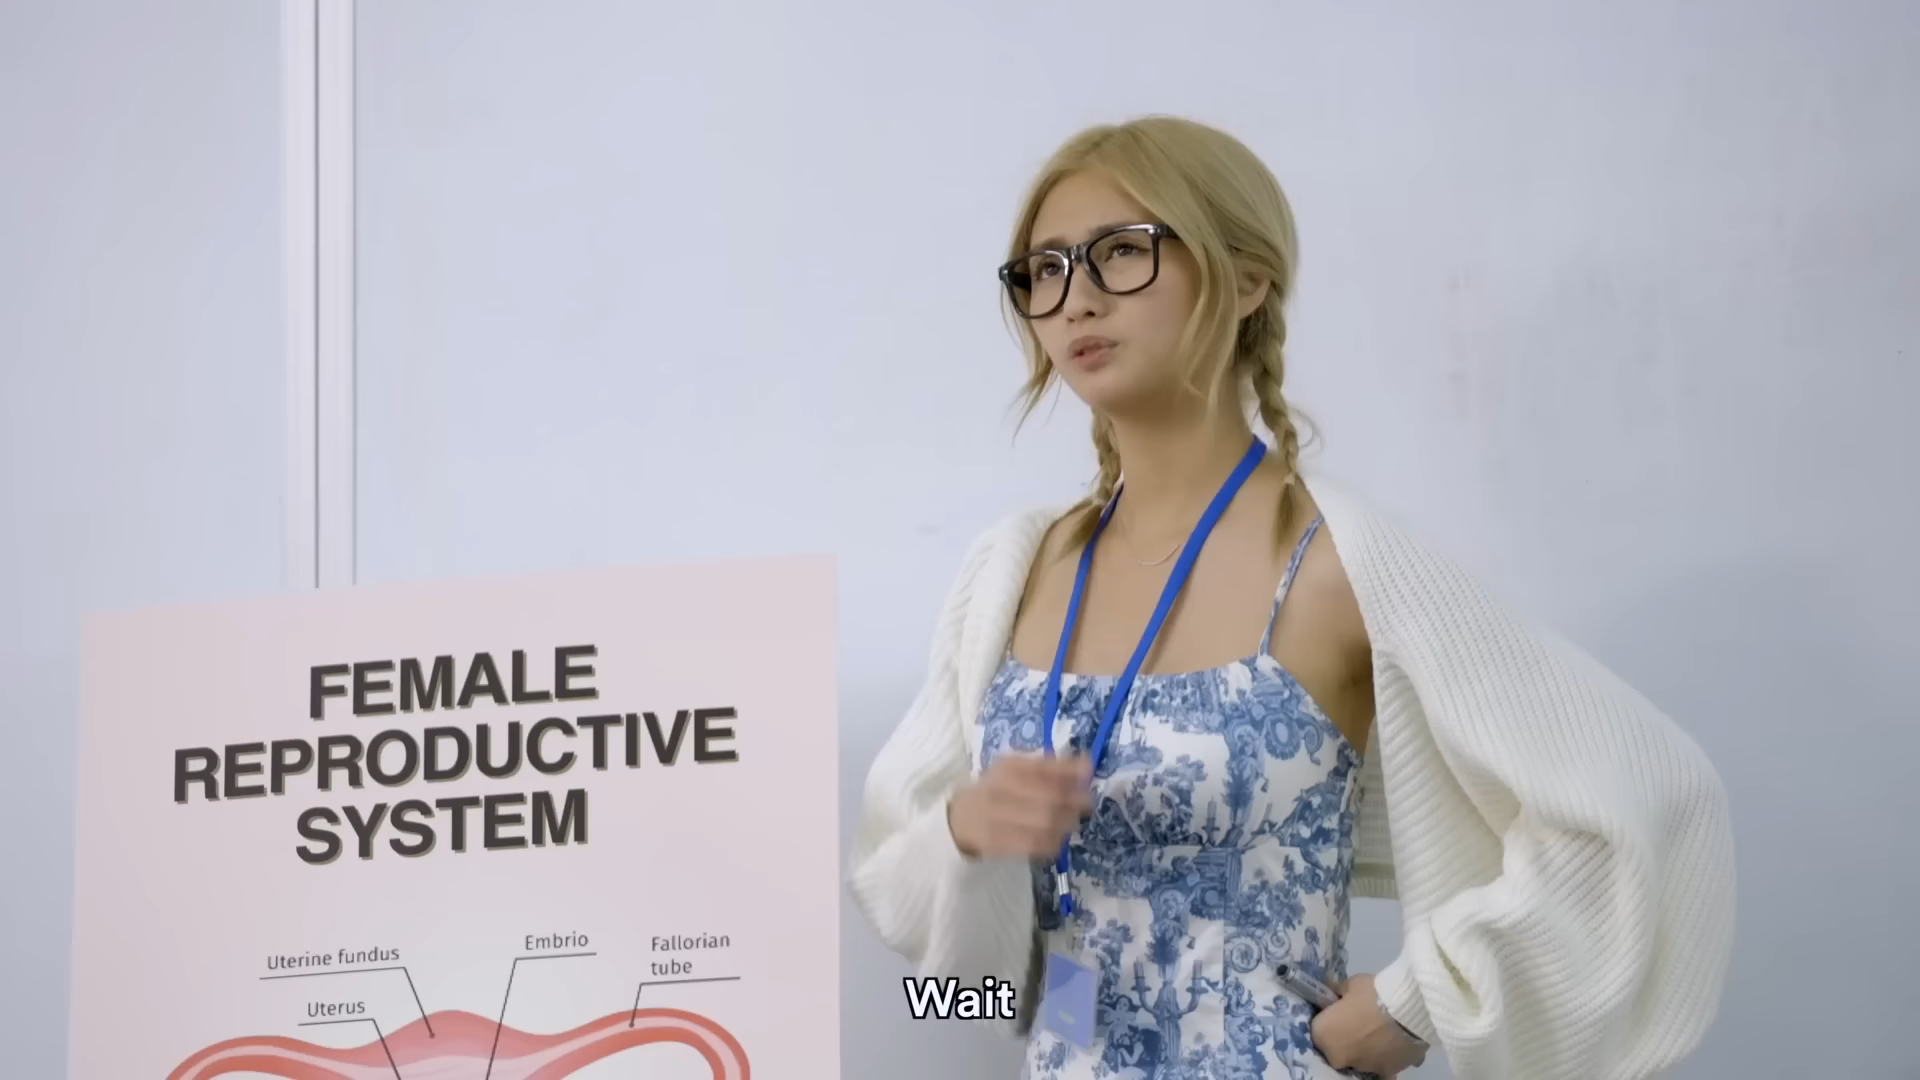 FEMALE
REPRODUCTIVE
SYSTEM
Uterine fundus
Embrio
Fallorian
tube
Uterus
Wait